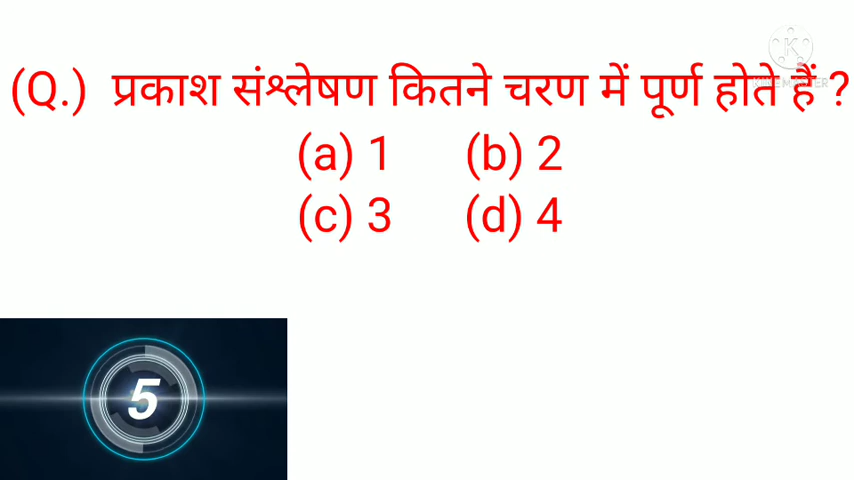 (Q.) प्रकाश संश्लेषण कितने चरण में पूर्ण होते हैं ?
(a) 1 (b) 2
(c) 3 (d) 4
5